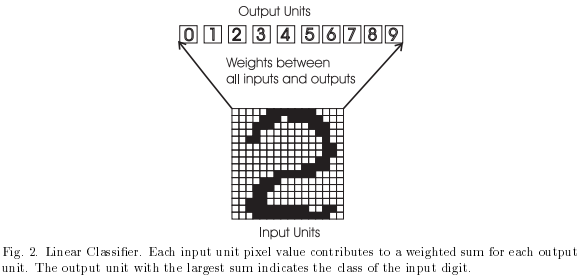 Output Units
0 1 2 3 4 5 6 7 8 9
Weights between
all inputs and outputs
Input Units
Fig. 2. Linear Classifier. Each input unit pixel value contributes to a weighted sum for each output
unit. The output unit with the largest sum indicates the class of the input digit.